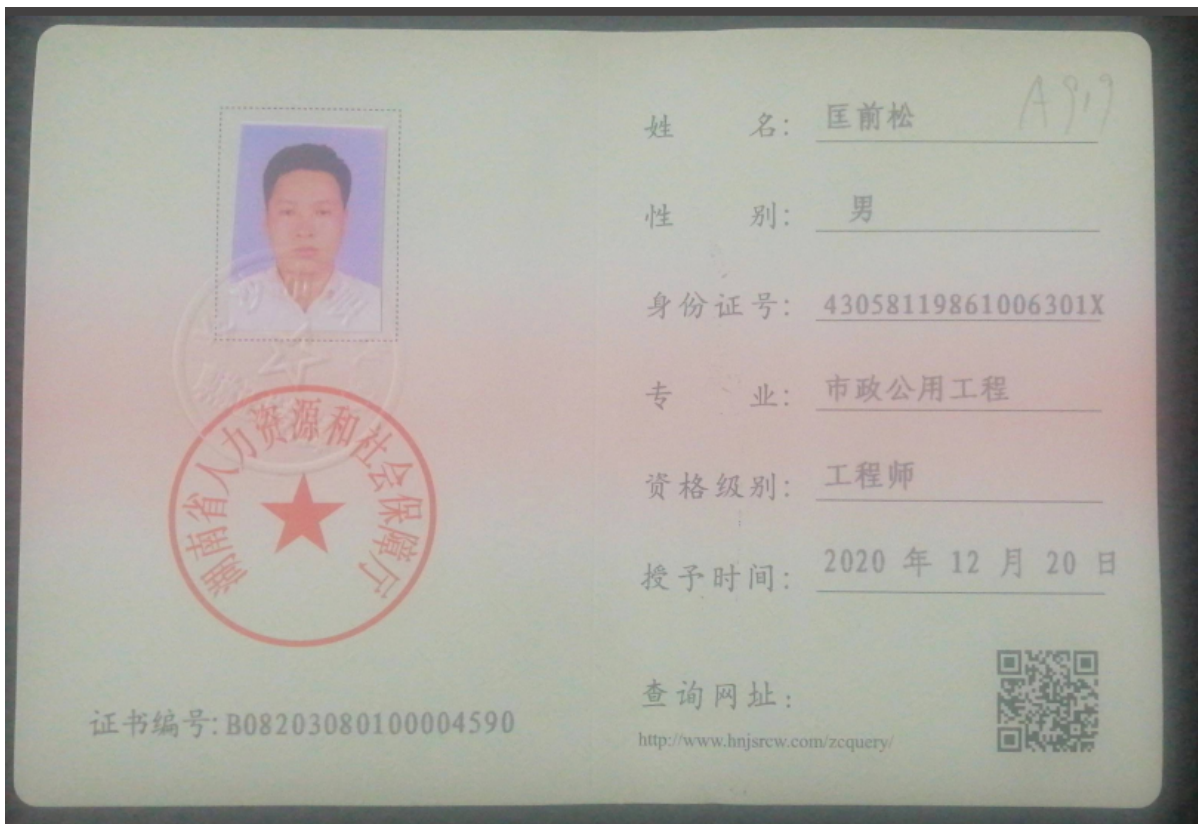 姓名： 匡前松
A919
性别： 男
身份证号： 43058119861006301X
专业： 市政公用工程
资格级别： 工程师
授予时间： 2020 年 12 月 20 日
查询网址：
http://www.hnjsrcw.com/zcquery/
湖南省人力资源和社会保障厅
证书编号：B08203080100004590